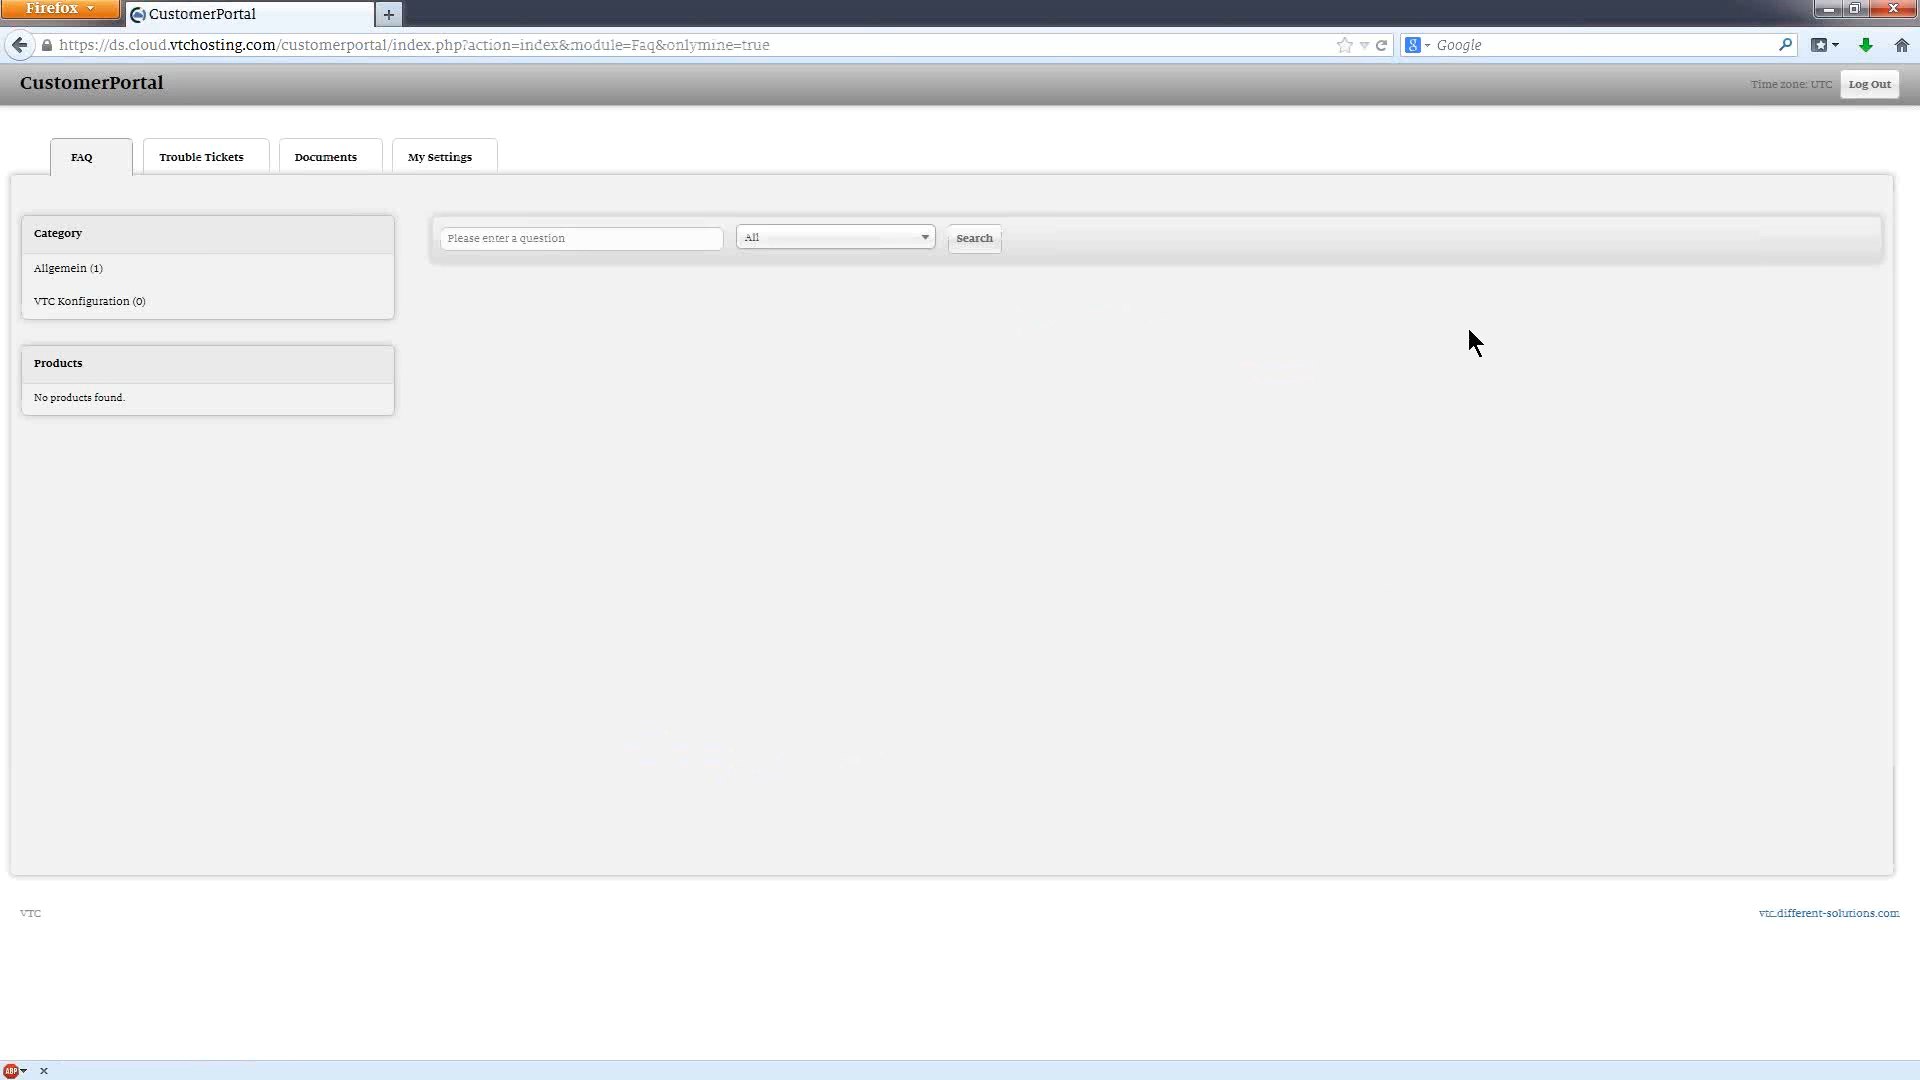 Firefox
CustomerPortal
https://ds.cloud.vtchosting.com/customerportal/index.php?action=index&module=Faq&onlymine=true
Google
CustomerPortal
Time zone: UTC
Log Out
FAQ
Trouble Tickets
Documents
My Settings
Category
Please enter a question
All
Search
Allgemein (1)
VTC Konfiguration (0)
Products
No products found.
VTC
vtc.different-solutions.com
ABP